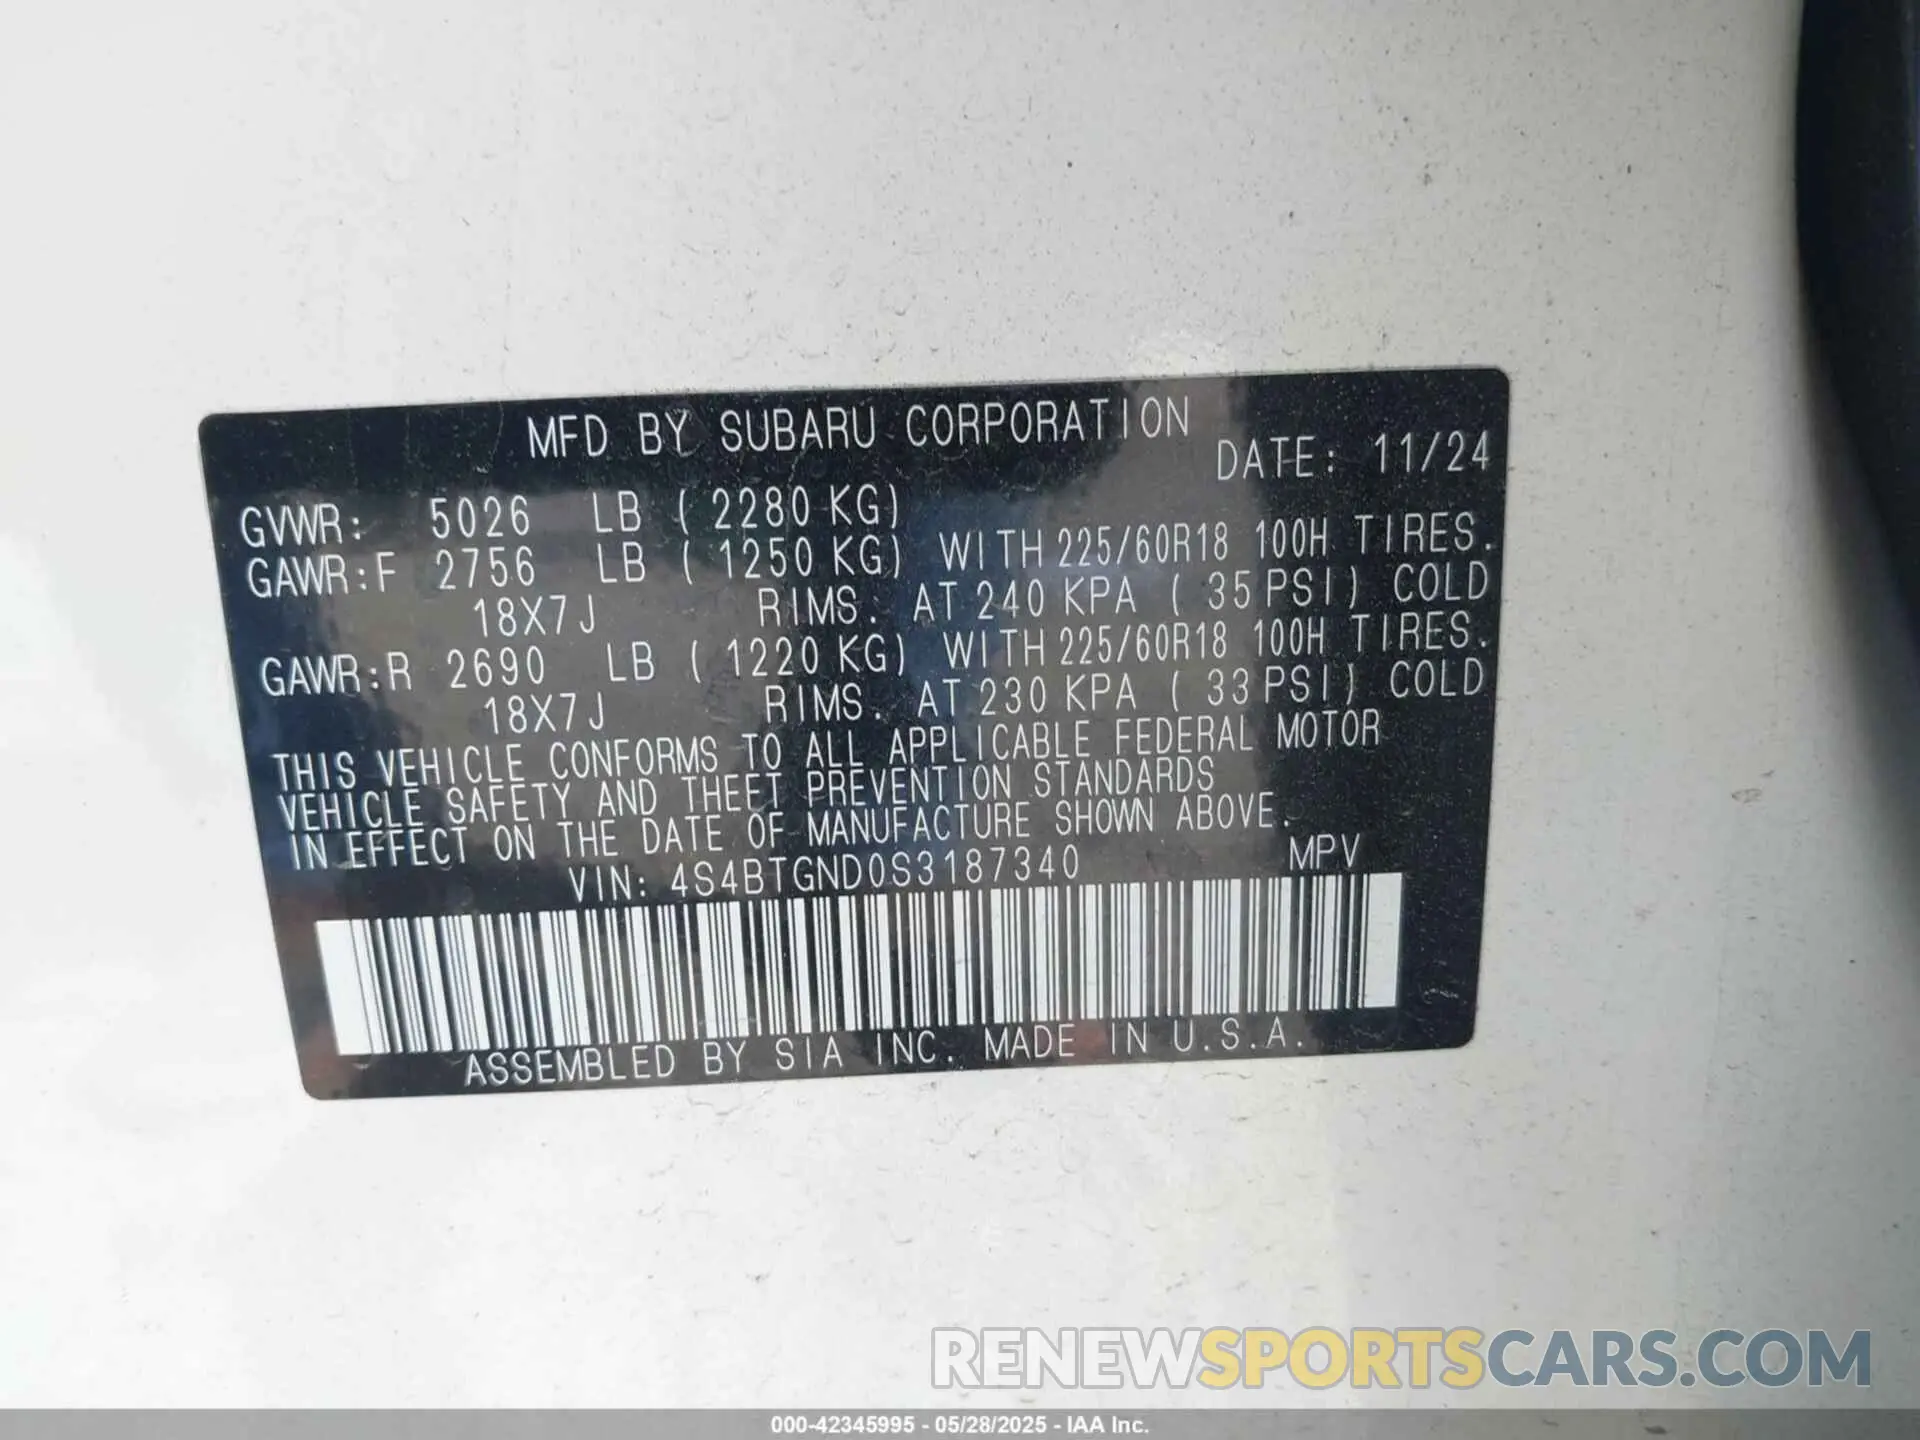 MFD BY SUBARU CORPORATION
DATE: 11/24
GVWR: 5026 LB ( 2280 KG)
GAWR:F 2756 LB ( 1250 KG) WITH 225/60R18 100H TIRES.
18X7J RIMS. AT 240 KPA ( 35 PSI) COLD
GAWR:R 2690 LB ( 1220 KG) WITH 225/60R18 100H TIRES.
18X7J RIMS. AT 230 KPA ( 33 PSI) COLD
THIS VEHICLE CONFORMS TO ALL APPLICABLE FEDERAL MOTOR
VEHICLE SAFETY AND THEFT PREVENTION STANDARDS
IN EFFECT ON THE DATE OF MANUFACTURE SHOWN ABOVE.
VIN: 4S4BTGND0S3187340 MPV
ASSEMBLED BY SIA INC. MADE IN U.S.A.
RENEWSPORTSCARS.COM
000-42345995 - 05/28/2025 - IAA Inc.